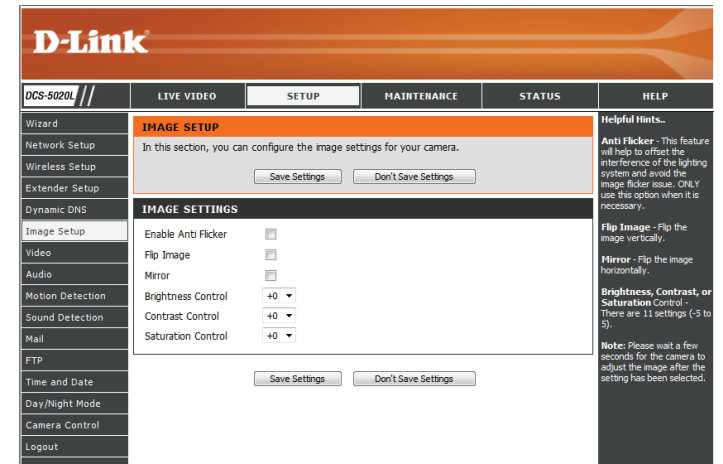 D-Link
DCS-5020L
LIVE VIDEO
SETUP
MAINTENANCE
STATUS
HELP
Wizard
Network Setup
Wireless Setup
Extender Setup
Dynamic DNS
Image Setup
Video
Audio
Motion Detection
Sound Detection
Mail
FTP
Time and Date
Day/Night Mode
Camera Control
Logout
IMAGE SETUP
In this section, you can configure the image settings for your camera.
Save Settings
Don't Save Settings
IMAGE SETTINGS
Enable Anti Flicker
Flip Image
Mirror
Brightness Control +0
Contrast Control +0
Saturation Control +0
Save Settings
Don't Save Settings
Helpful Hints..
Anti Flicker - This feature
will help to offset the
interference of the lighting
system and avoid the
image flicker issue. ONLY
use this option when it is
necessary.
Flip Image - Flip the
image vertically.
Mirror - Flip the image
horizontally.
Brightness, Contrast, or
Saturation Control -
There are 11 settings (-5 to
5).
Note: Please wait a few
seconds for the camera to
adjust the image after the
setting has been selected.